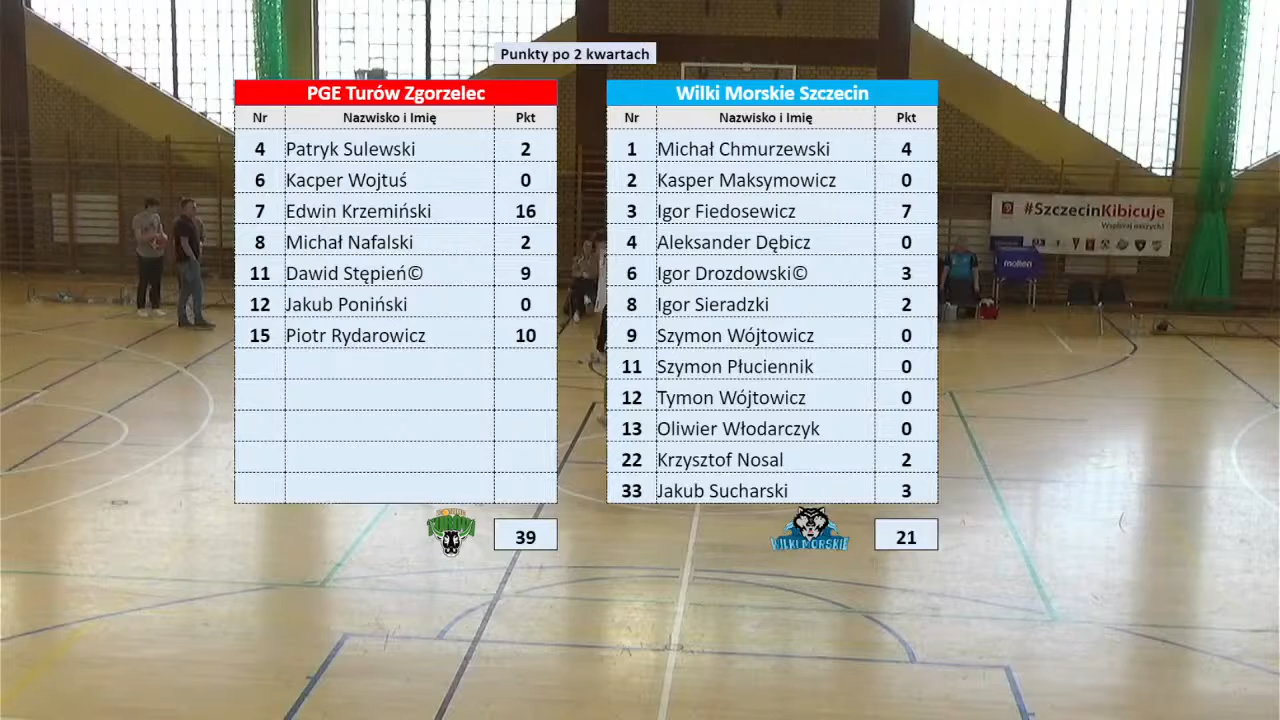 Punkty po 2 kwartach
PGE Turów Zgorzelec
Nr Nazwisko i Imię Pkt
4 Patryk Sulewski 2
6 Kacper Wojtuś 0
7 Edwin Krzemiński 16
8 Michał Nafalski 2
11 Dawid Stępień© 9
12 Jakub Poniński 0
15 Piotr Rydarowicz 10
39
Wilki Morskie Szczecin
Nr Nazwisko i Imię Pkt
1 Michał Chmurzewski 4
2 Kasper Maksymowicz 0
3 Igor Fiedosewicz 7
4 Aleksander Dębicz 0
6 Igor Drozdowski© 3
8 Igor Sieradzki 2
9 Szymon Wójtowicz 0
11 Szymon Płuciennik 0
12 Tymon Wójtowicz 0
13 Oliwier Włodarczyk 0
22 Krzysztof Nosal 2
33 Jakub Sucharski 3
WILKI MORSKIE
21
#SzczecinKibicuje
Wspieraj naszych!
molten